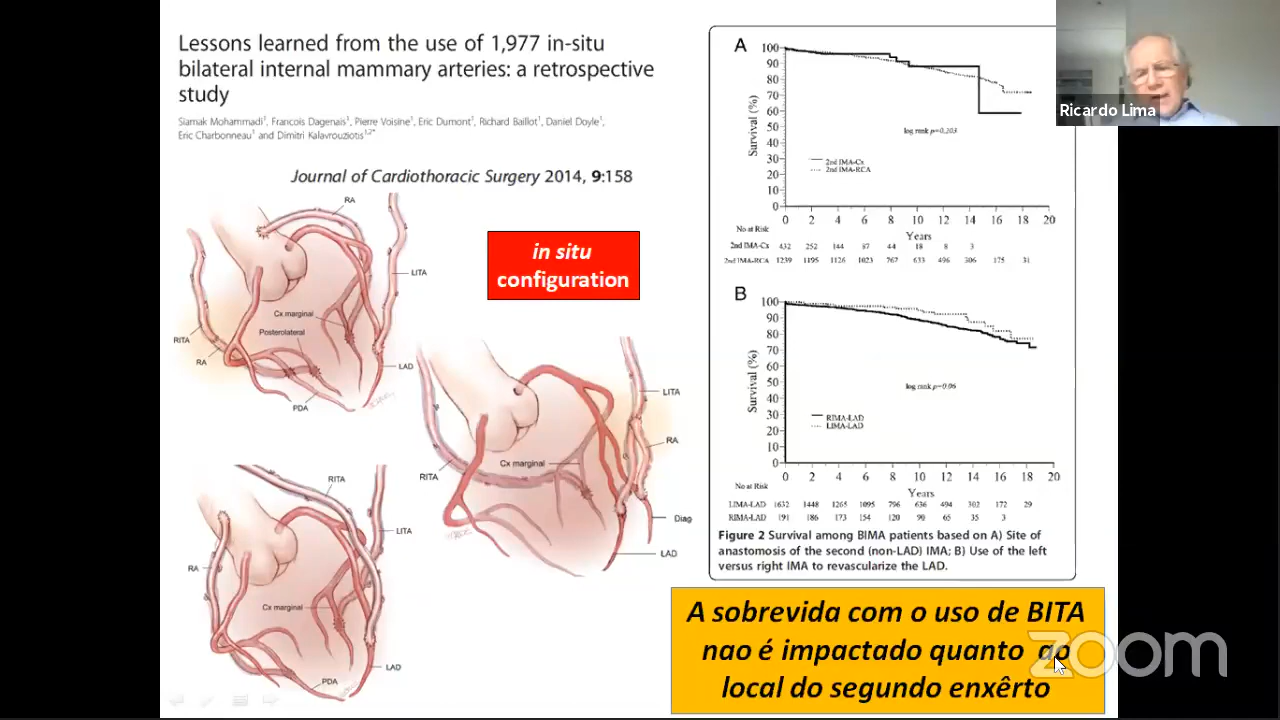 Lessons learned from the use of 1,977 in-situ
bilateral internal mammary arteries: a retrospective
study
Siamak Mohammadi¹, Francois Dagenais¹, Pierre Voisine¹, Eric Dumont¹, Richard Baillot¹, Daniel Doyle¹,
Eric Charbonneau¹ and Dimitri Kalavrouziotis¹,²*
Journal of Cardiothoracic Surgery 2014, 9:158
in situ
configuration
RA
LITA
Cx marginal
Posterolateral
RITA
RA
LAD
PDA
LITA
RA
Cx marginal
RITA
Diag
LAD
RITA
LITA
RA
Cx marginal
LAD
PDA
A
100
90
80
70
60
50
40
30
20
10
0
Survival (%)
log rank p=0.203
2nd IMA-Cx
2nd IMA-RCA
0 2 4 6 8 10 12 14 16 18 20
No at Risk
Years
2nd IMA-Cx 432 252 144 87 44 18 8 3
2nd IMA-RCA 1239 1195 1126 1023 767 633 496 306 175 31
B
100
90
80
70
60
50
40
30
20
10
0
Survival (%)
log rank p=0.06
RIMA-LAD
LIMA-LAD
0 2 4 6 8 10 12 14 16 18 20
No at Risk
Years
LIMA-LAD 1632 1448 1265 1095 796 636 494 302 172 29
RIMA-LAD 191 186 173 154 120 90 65 35 3
Figure 2 Survival among BIMA patients based on A) Site of
anastomosis of the second (non-LAD) IMA; B) Use of the left
versus right IMA to revascularize the LAD.
A sobrevida com o uso de BITA
nao é impactado quanto ao
local do segundo enxêrto
Ricardo Lima
zoom